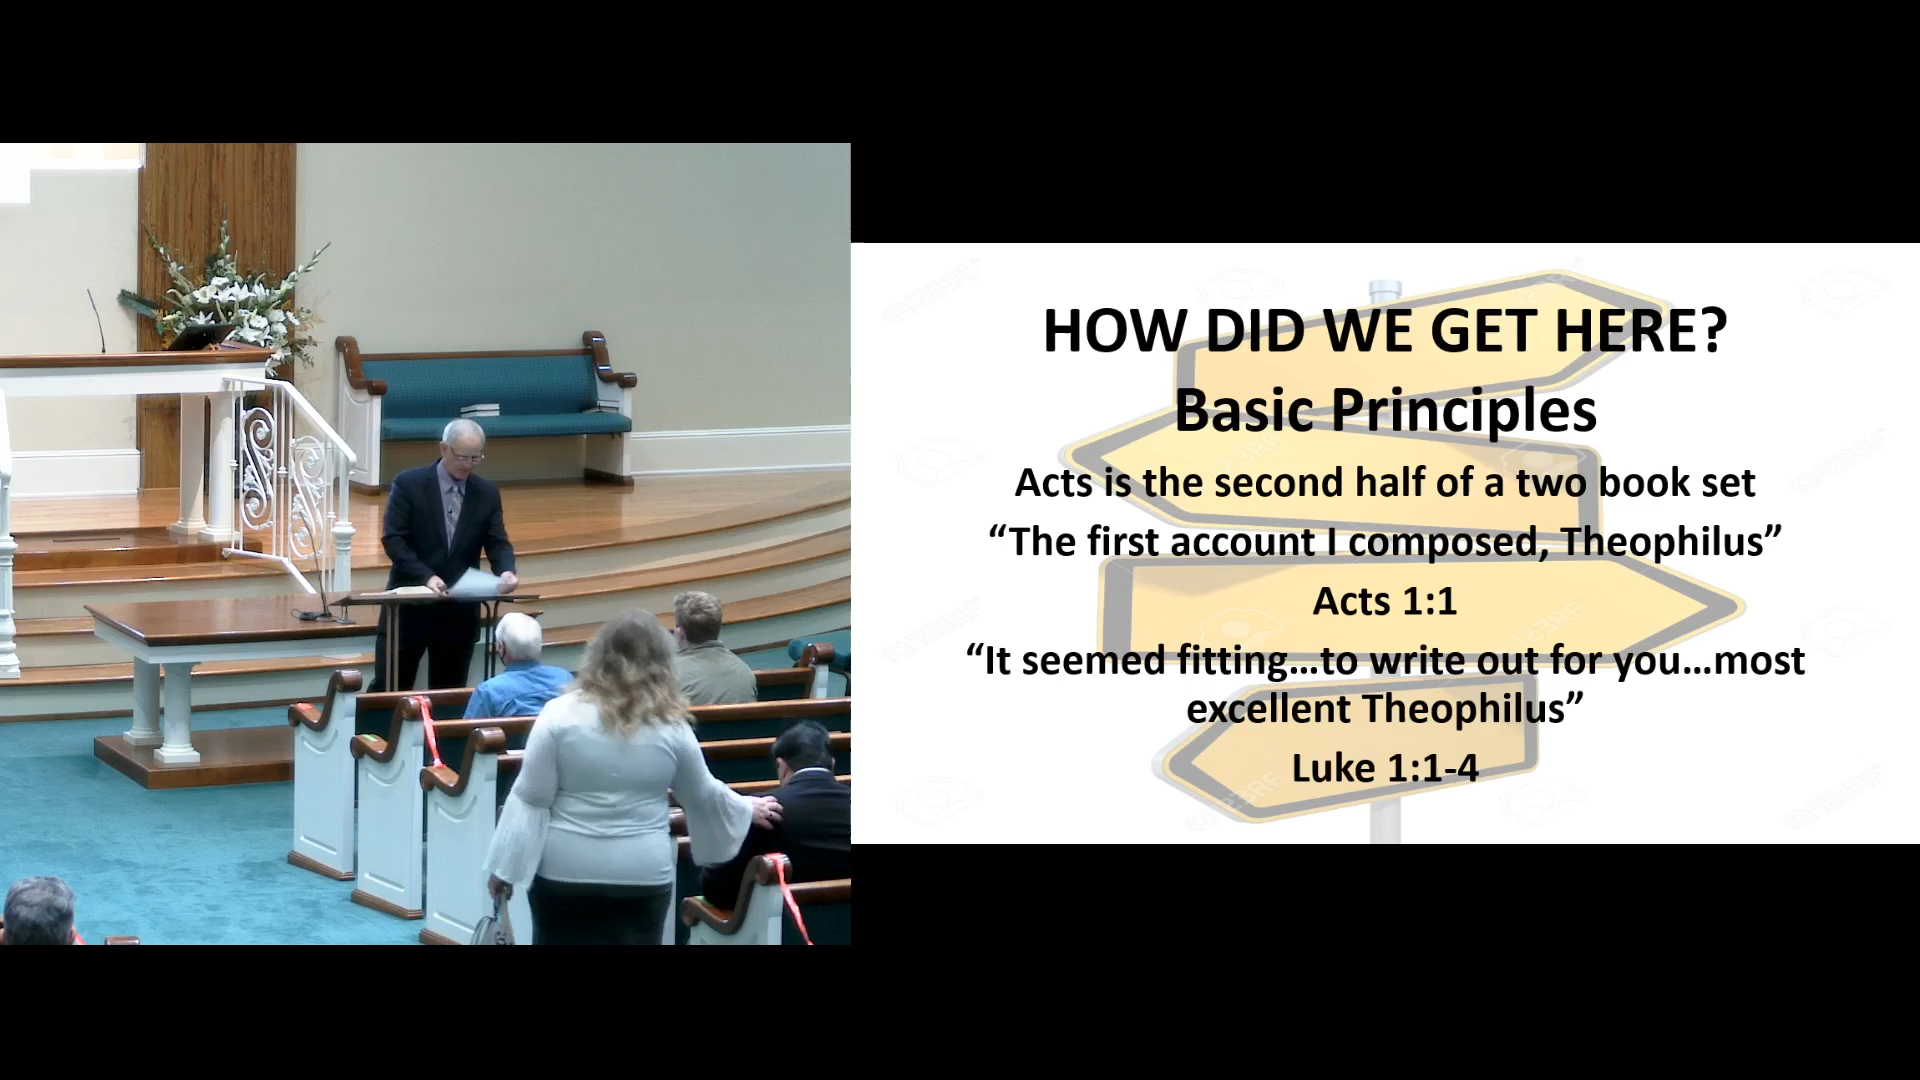 HOW DID WE GET HERE?
Basic Principles
Acts is the second half of a two book set
“The first account I composed, Theophilus”
Acts 1:1
“It seemed fitting…to write out for you…most
excellent Theophilus”
Luke 1:1-4